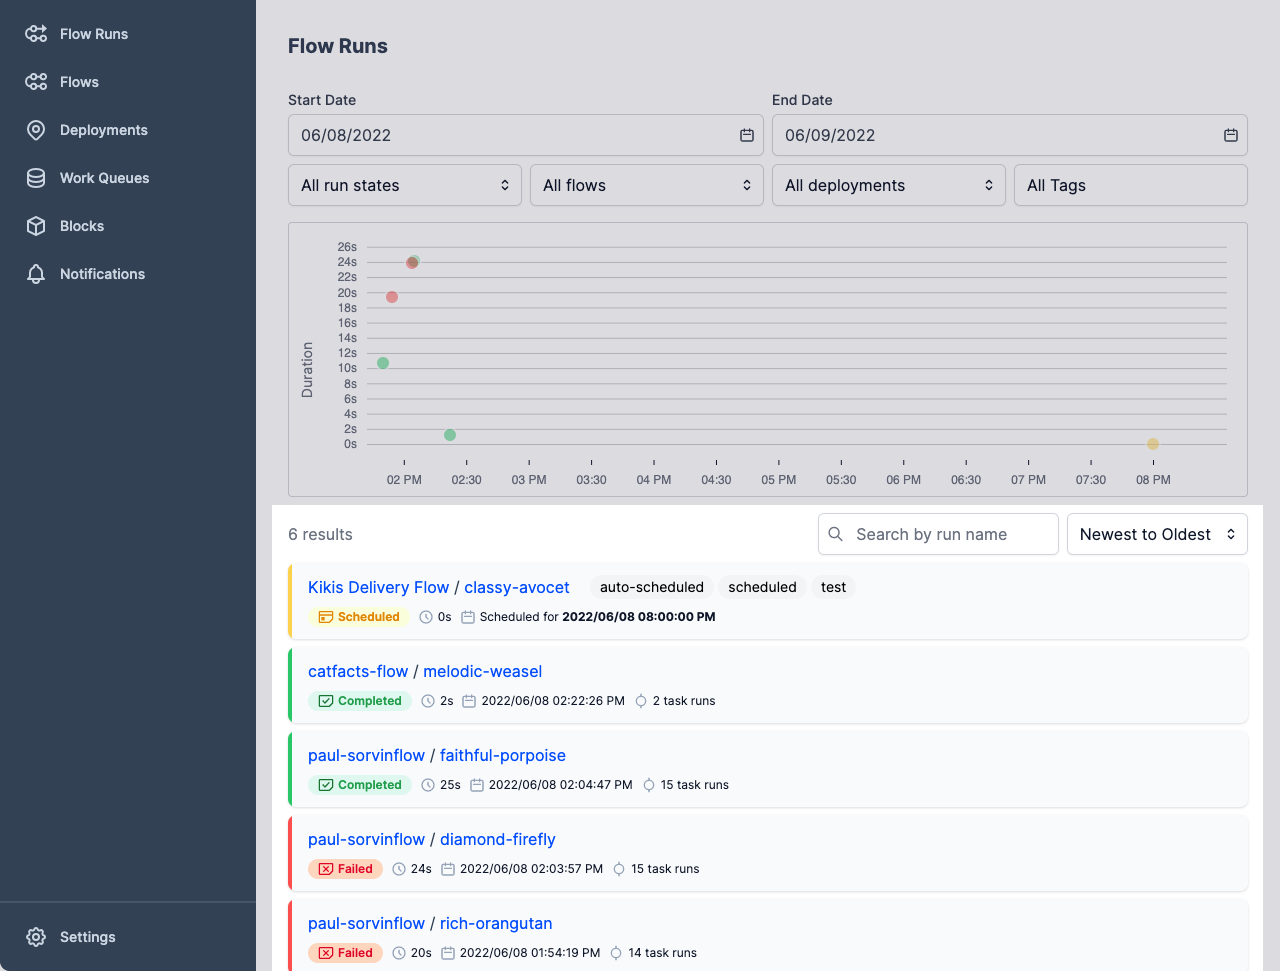 Flow Runs
Flows
Deployments
Work Queues
Blocks
Notifications
Settings
Flow Runs
Start Date
End Date
06/08/2022
06/09/2022
All run states
All flows
All deployments
All Tags
Duration
26s
24s
22s
20s
18s
16s
14s
12s
10s
8s
6s
4s
2s
0s
02 PM 02:30 03 PM 03:30 04 PM 04:30 05 PM 05:30 06 PM 06:30 07 PM 07:30 08 PM
6 results
Search by run name
Newest to Oldest
Kikis Delivery Flow / classy-avocet auto-scheduled scheduled test
Scheduled 0s Scheduled for 2022/06/08 08:00:00 PM
catfacts-flow / melodic-weasel
Completed 2s 2022/06/08 02:22:26 PM 2 task runs
paul-sorvinflow / faithful-porpoise
Completed 25s 2022/06/08 02:04:47 PM 15 task runs
paul-sorvinflow / diamond-firefly
Failed 24s 2022/06/08 02:03:57 PM 15 task runs
paul-sorvinflow / rich-orangutan
Failed 20s 2022/06/08 01:54:19 PM 14 task runs